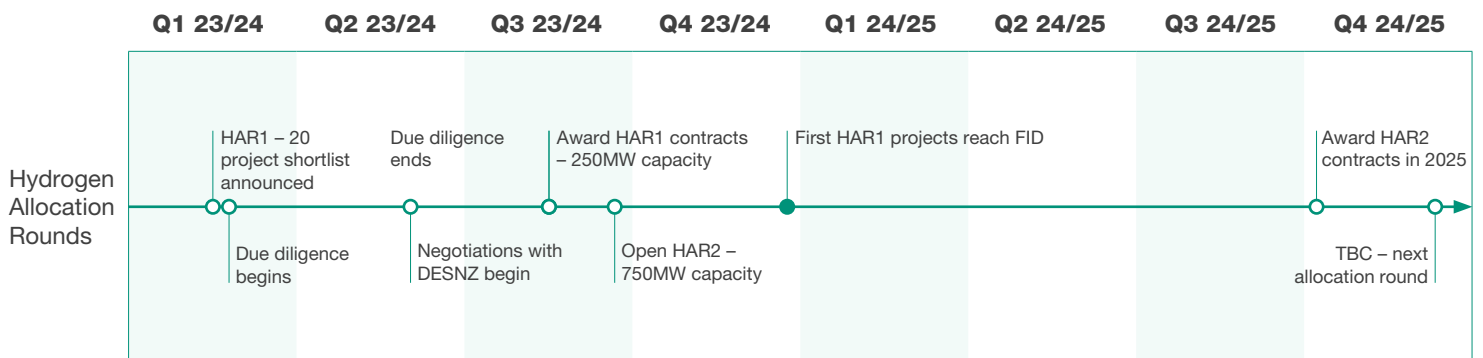 Q1 23/24
Q2 23/24
Q3 23/24
Q4 23/24
Q1 24/25
Q2 24/25
Q3 24/25
Q4 24/25
Hydrogen
Allocation
Rounds
HAR1 – 20
project shortlist
announced
Due diligence
begins
Due diligence
ends
Negotiations with
DESNZ begin
Award HAR1 contracts
– 250MW capacity
Open HAR2 –
750MW capacity
First HAR1 projects reach FID
Award HAR2
contracts in 2025
TBC – next
allocation round